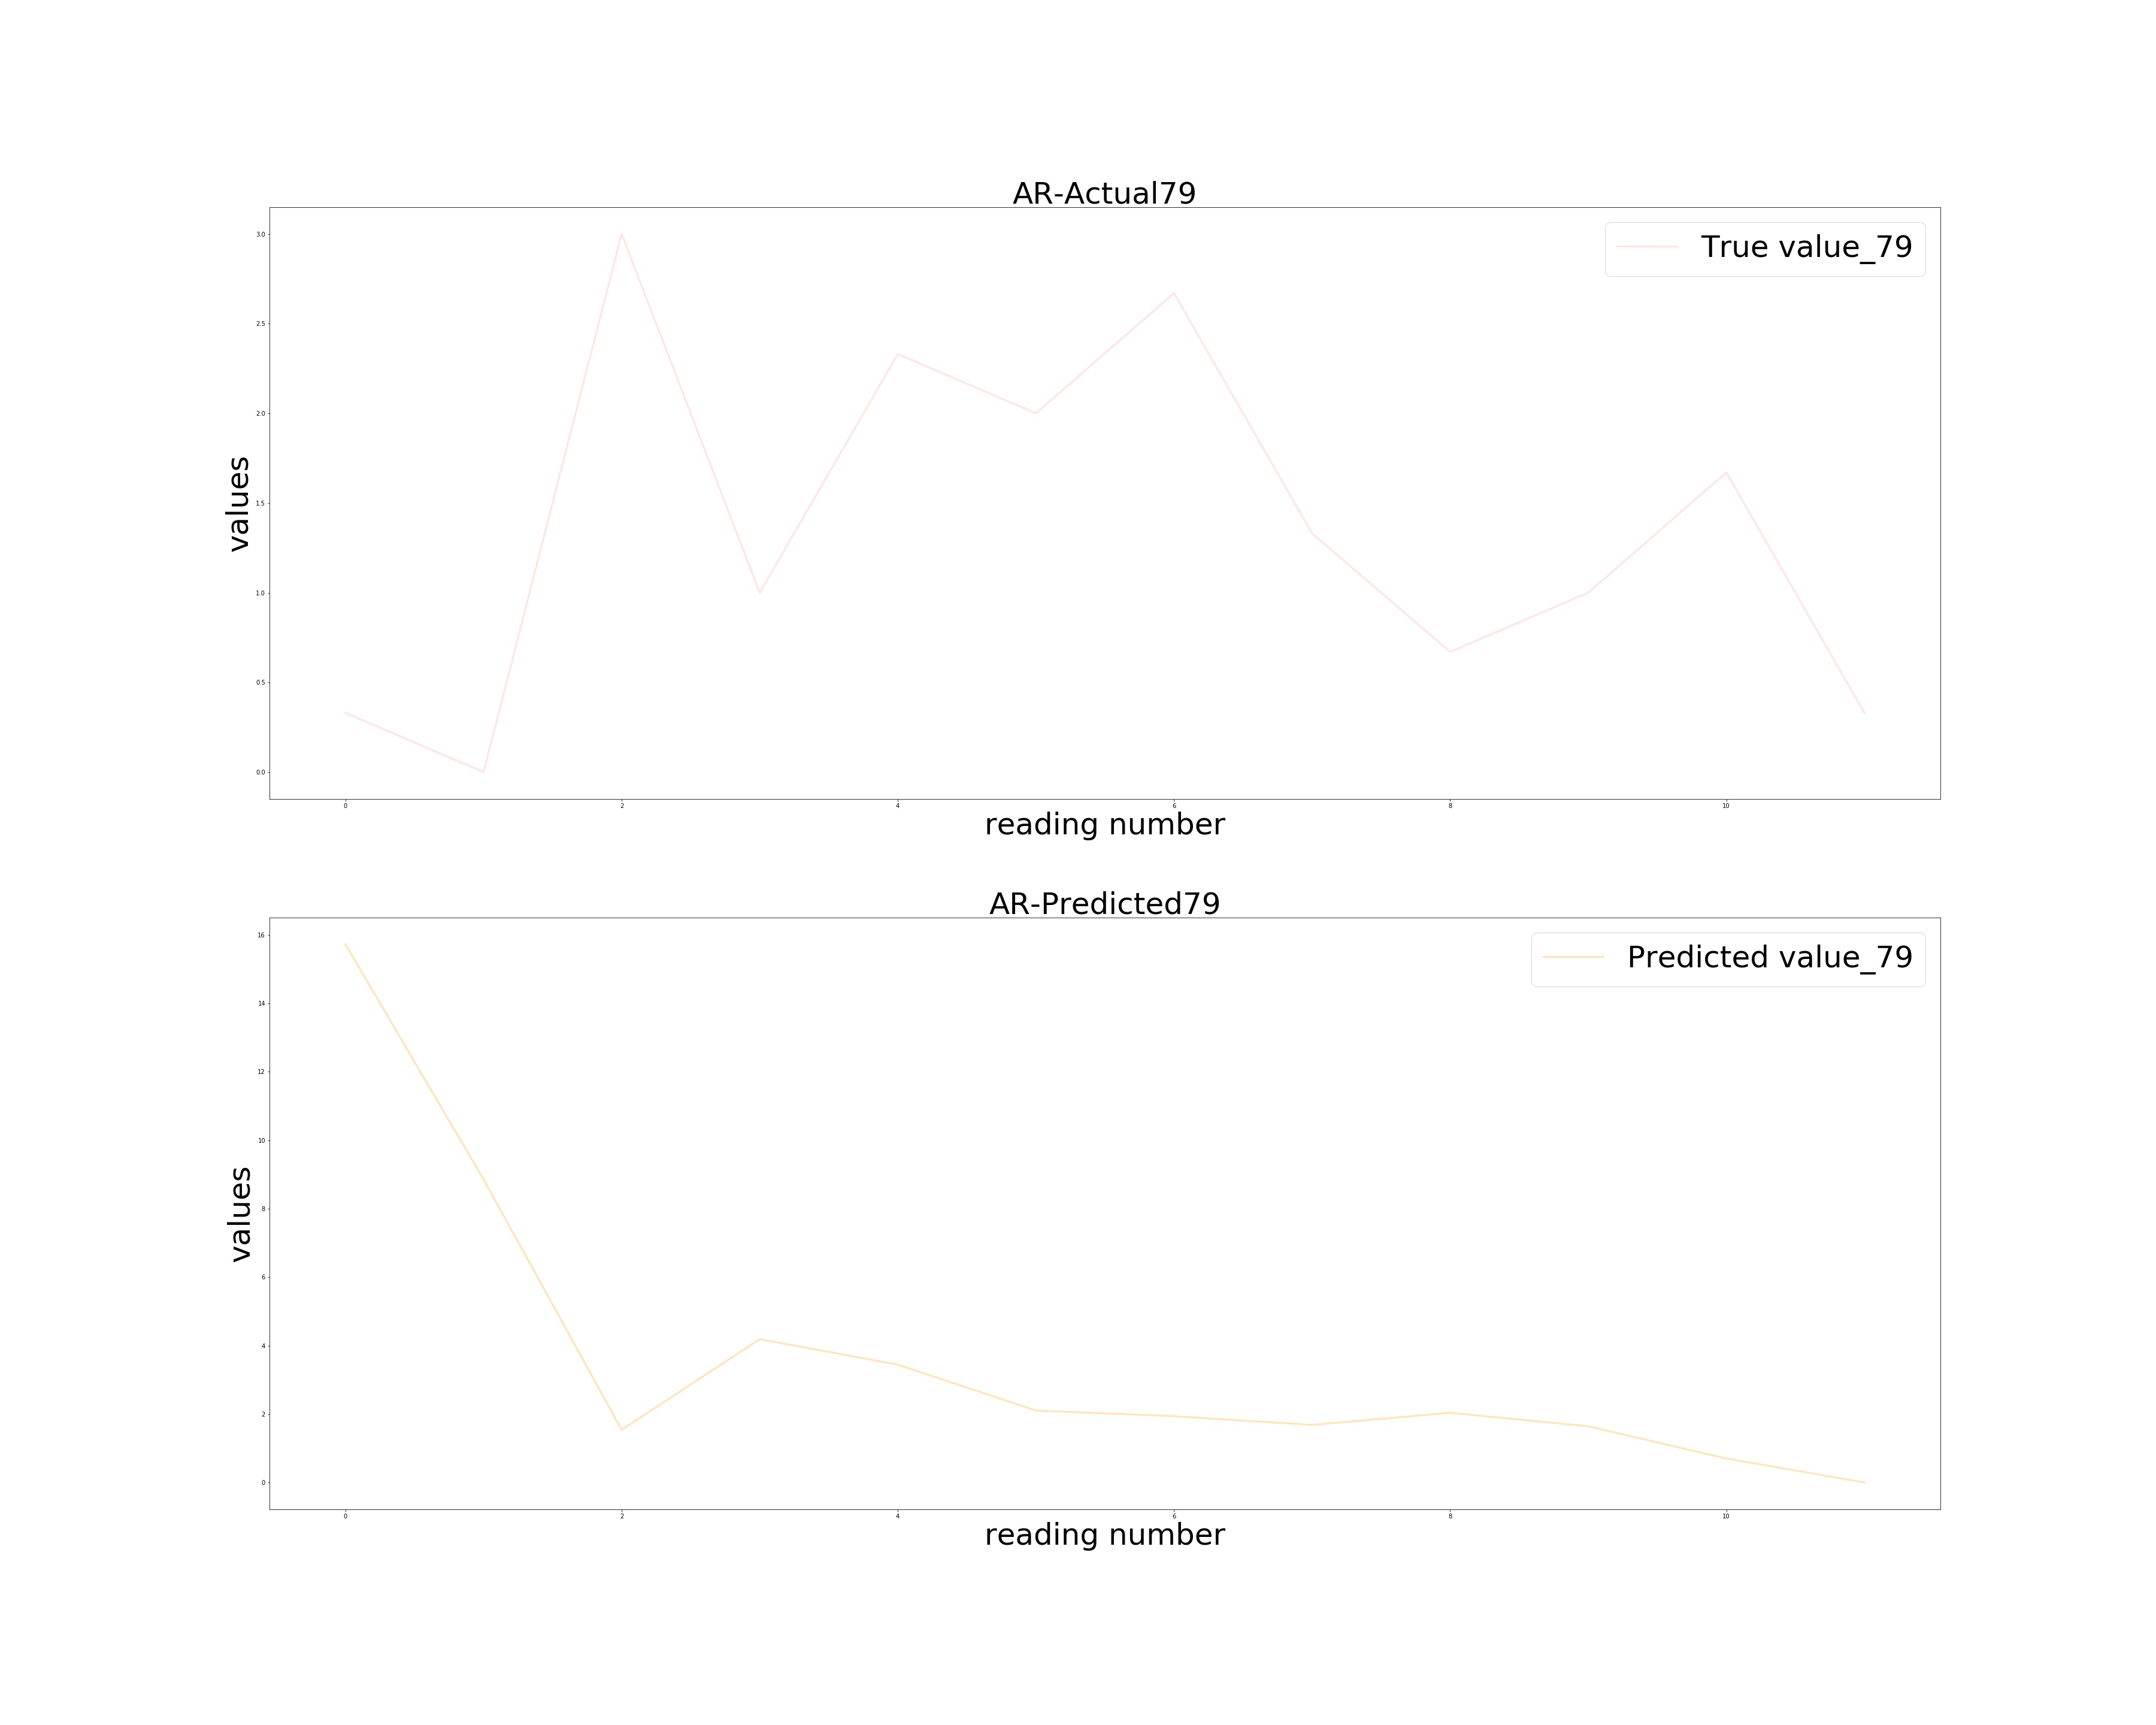 AR-Actual79
True value_79
3.0
2.5
2.0
1.5
1.0
0.5
0.0
values
0 2 4 6 8 10
reading number
AR-Predicted79
Predicted value_79
16
14
12
10
8
6
4
2
0
values
0 2 4 6 8 10
reading number